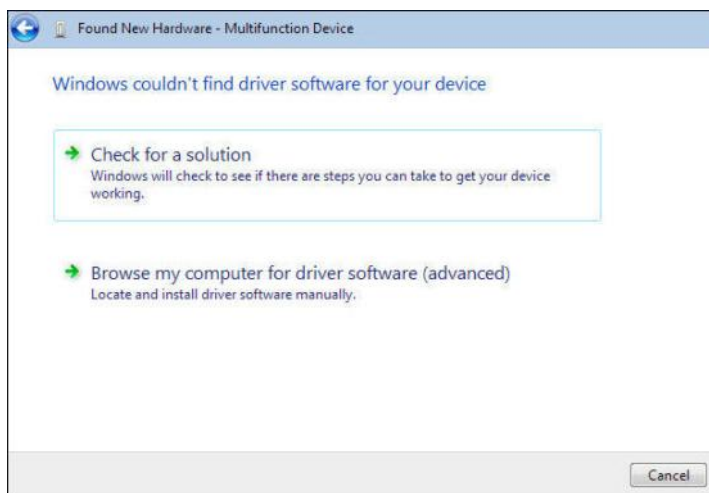 Found New Hardware - Multifunction Device
Windows couldn't find driver software for your device
Check for a solution
Windows will check to see if there are steps you can take to get your device
working.
Browse my computer for driver software (advanced)
Locate and install driver software manually.
Cancel